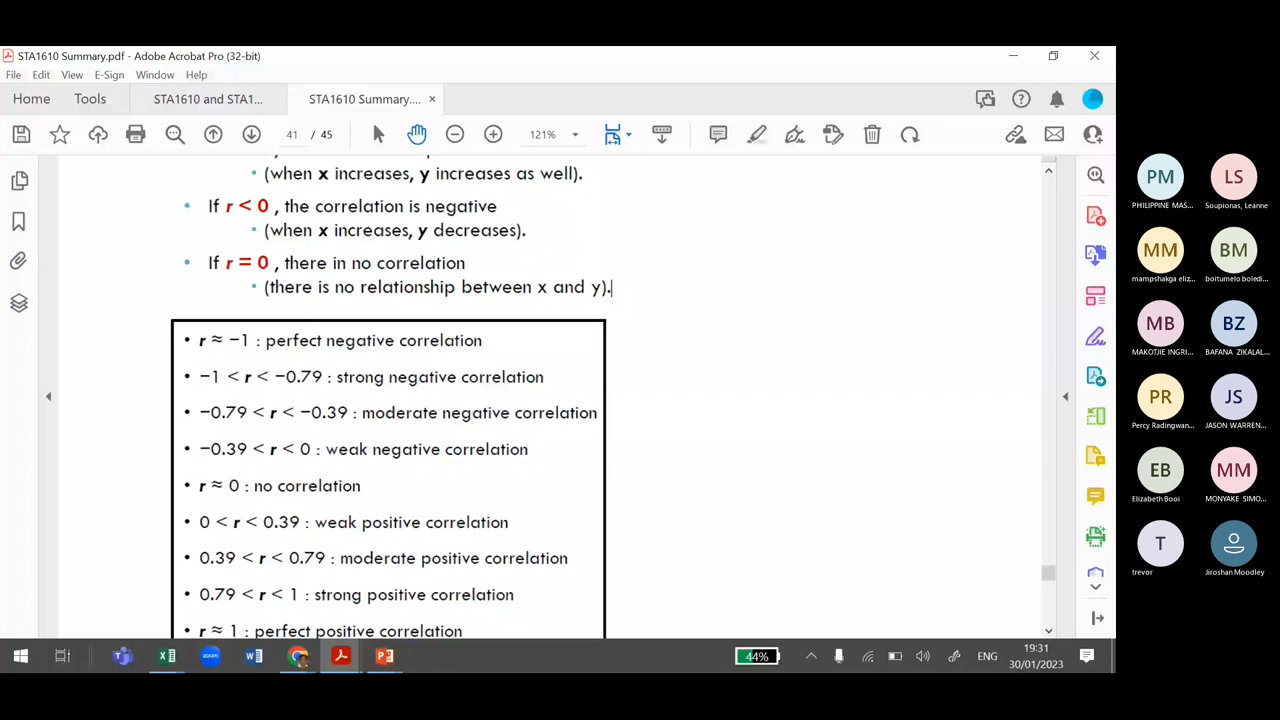 STA1610 Summary.pdf - Adobe Acrobat Pro (32-bit)
File Edit View E-Sign Window Help
Home Tools STA1610 and STA1... STA1610 Summary.... ×
41 / 45 121%
• (when x increases, y increases as well).
• If r < 0 , the correlation is negative
• (when x increases, y decreases).
• If r = 0 , there in no correlation
• (there is no relationship between x and y).
• r ≈ −1 : perfect negative correlation
• −1 < r < −0.79 : strong negative correlation
• −0.79 < r < −0.39 : moderate negative correlation
• −0.39 < r < 0 : weak negative correlation
• r ≈ 0 : no correlation
• 0 < r < 0.39 : weak positive correlation
• 0.39 < r < 0.79 : moderate positive correlation
• 0.79 < r < 1 : strong positive correlation
• r ≈ 1 : perfect positive correlation
PM LS
PHILIPPINE MAS... Soupionas, Leanne
MM BM
mampshakga eliz... boitumelo boledi...
MB BZ
MAKOTJIE INGRI... BAFANA ZIKALAL...
PR JS
Percy Radingwan... JASON WARREN...
EB MM
Elizabeth Booi MONYAKE SIMO...
T
trevor Jiroshan Moodley
zoom
44% ENG 19:31
30/01/2023